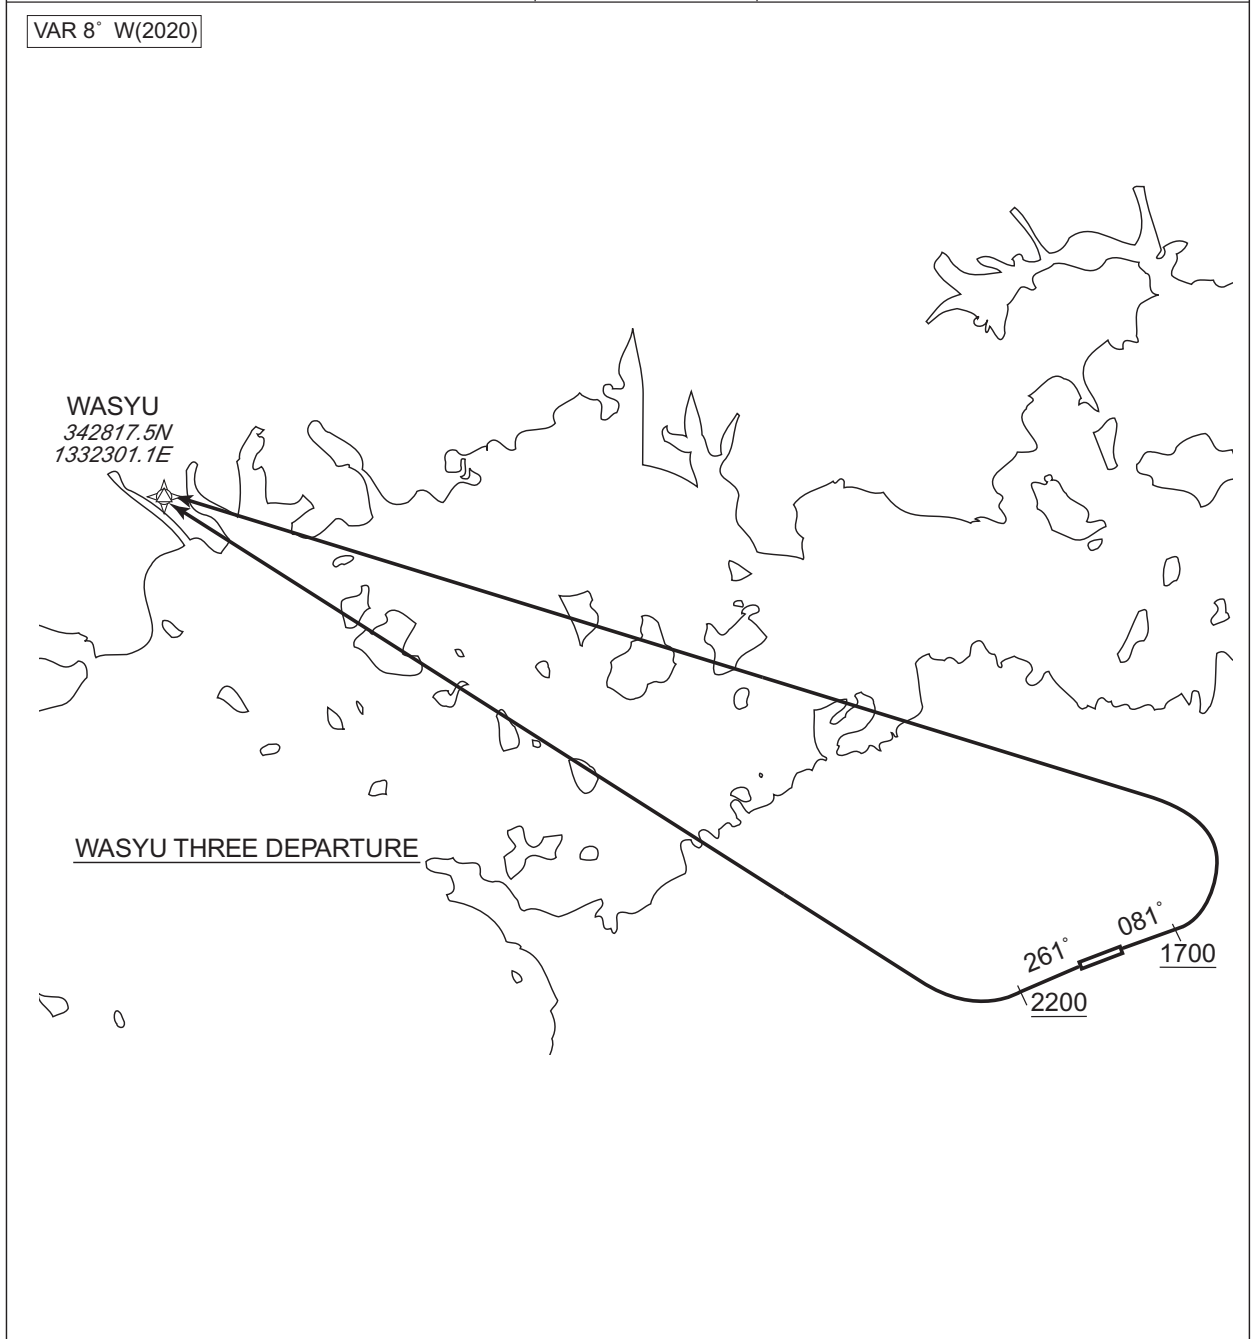 VAR 8° W(2020)
WASYU
342817.5N
1332301.1E
WASYU THREE DEPARTURE
081°
1700
261°
2200